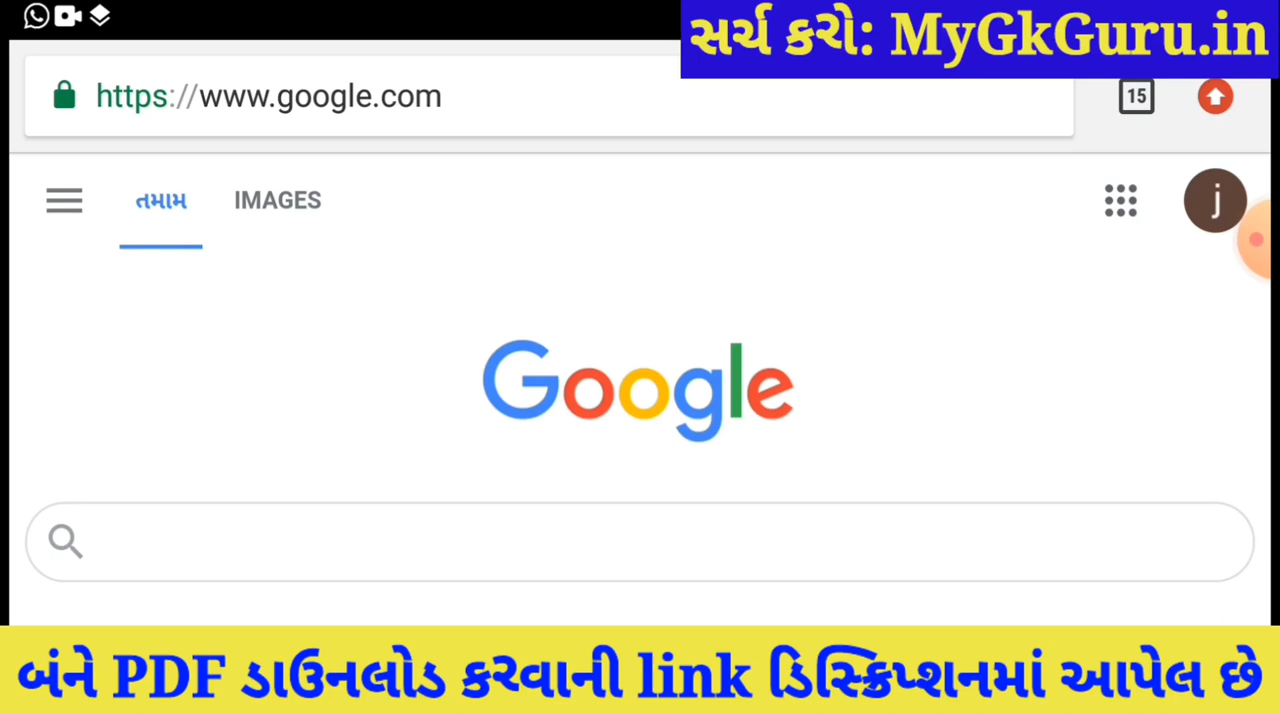 સર્ચ કરો: MyGkGuru.in
https://www.google.com
15
તમામ IMAGES
j
Google
બંને PDF ડાઉનલોડ કરવાની link ડિસ્ક્રિપ્શનમાં આપેલ છે